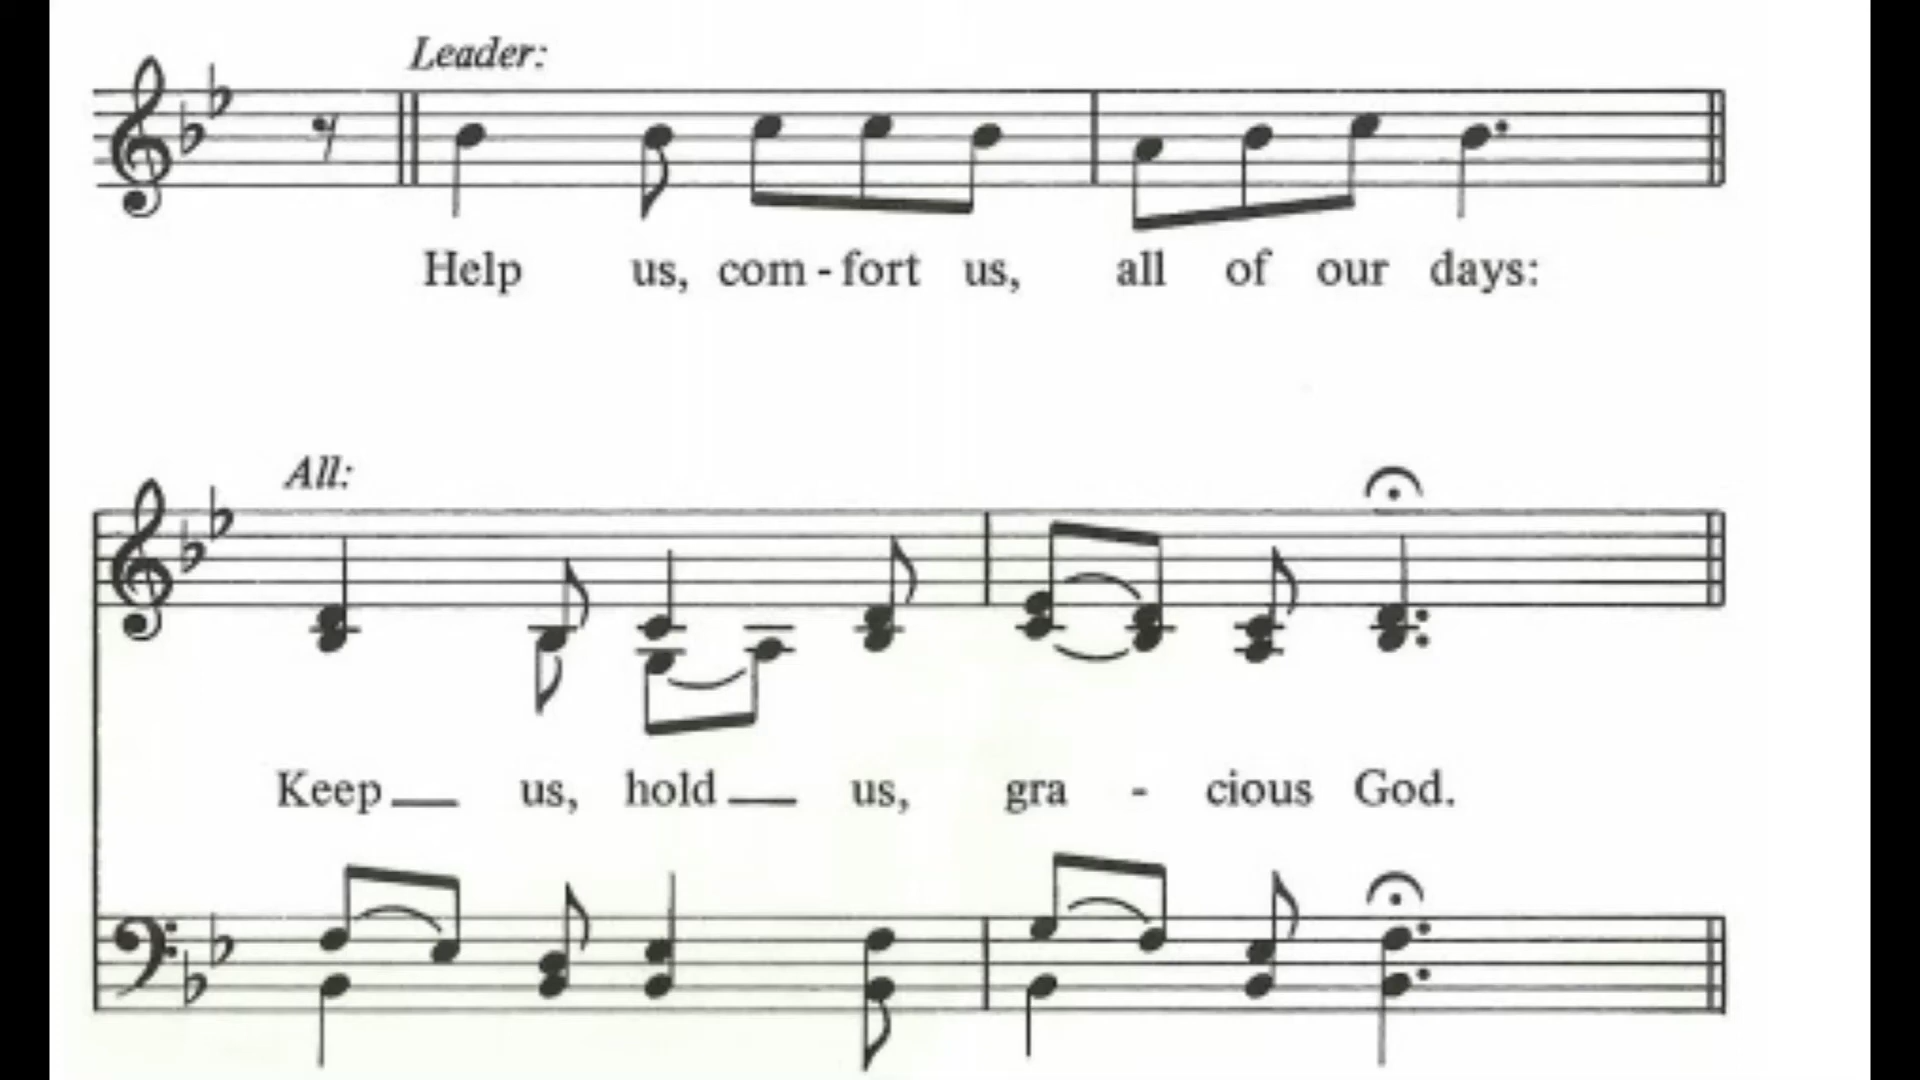 Leader:
Help us, com - fort us, all of our days:
All:
Keep us, hold us, gra - cious God.